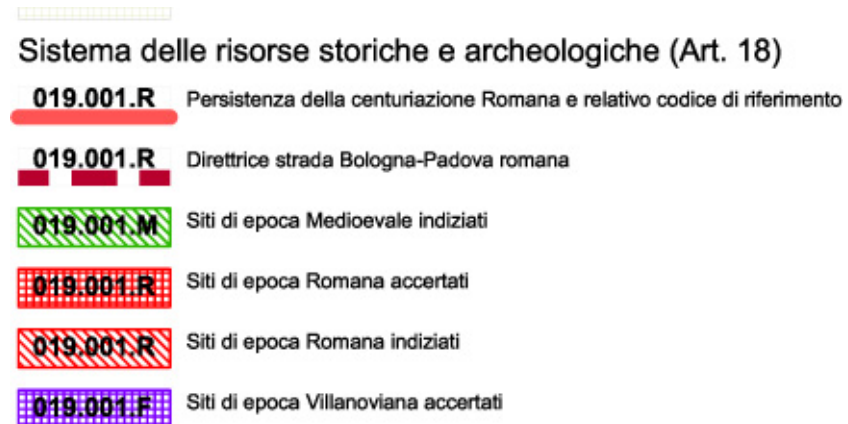 Sistema delle risorse storiche e archeologiche (Art. 18)
019.001.R Persistenza della centuriazione Romana e relativo codice di riferimento
019.001.R Direttrice strada Bologna-Padova romana
019.001.M Siti di epoca Medioevale indiziati
019.001.R Siti di epoca Romana accertati
019.001.R Siti di epoca Romana indiziati
019.001.F Siti di epoca Villanoviana accertati